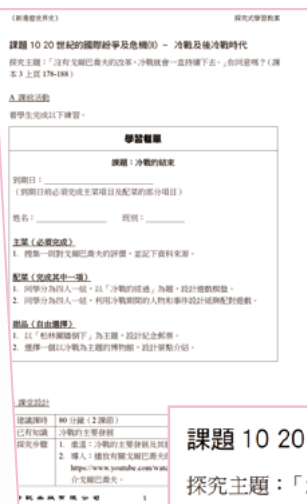 《新漫遊世界史》 探究式學習教案
課題 10 20 世紀的國際紛爭及危機(II) － 冷戰及後冷戰時代
探究主題：「沒有戈爾巴喬夫的改革，冷戰就會一直持續下去。」你同意嗎？（課
本 3 上頁 178-188）
A 課前活動
着學生完成以下練習。
學習餐單
課題：冷戰的結束
到期日：
（到期日前必須完成主菜項目及配菜的部分項目）
姓名： 班別：
主菜（必須完成）
1. 搜集一則對戈爾巴喬夫的評價，並記下資料來源。
配菜（完成其中一項）
1. 同學分為四人一組，以「冷戰的經過」為題，設計遊戲棋盤。
2. 同學分為四人一組，利用冷戰期間的人物和事件設計紙牌配對遊戲。
甜品（自由選擇）
1. 以「柏林圍牆倒下」為主題，設計紀念郵票。
2. 選擇一個以冷戰為主題的博物館，設計景點介紹。
課堂設計
建議課時 80 分鐘（2 課節）
已有知識 冷戰的主要發展
探究步驟 1. 重溫：冷戰的主要發展及其
2. 導入：播放有關戈爾巴喬
https://www.youtube.com/watc
介戈爾巴喬夫。
1
課題 10 20
探究主題：「